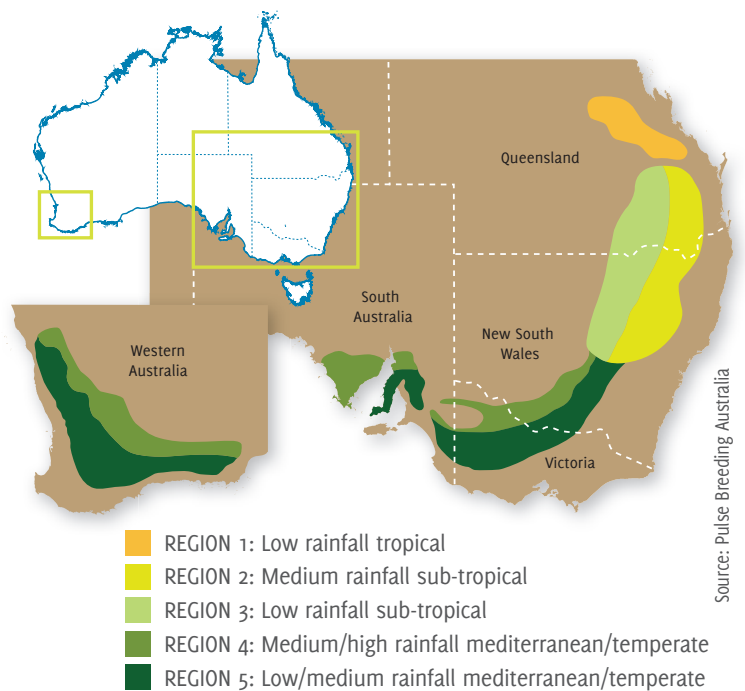 Queensland
South
Australia
New South
Wales
Western
Australia
Victoria
Source: Pulse Breeding Australia
REGION 1: Low rainfall tropical
REGION 2: Medium rainfall sub-tropical
REGION 3: Low rainfall sub-tropical
REGION 4: Medium/high rainfall mediterranean/temperate
REGION 5: Low/medium rainfall mediterranean/temperate